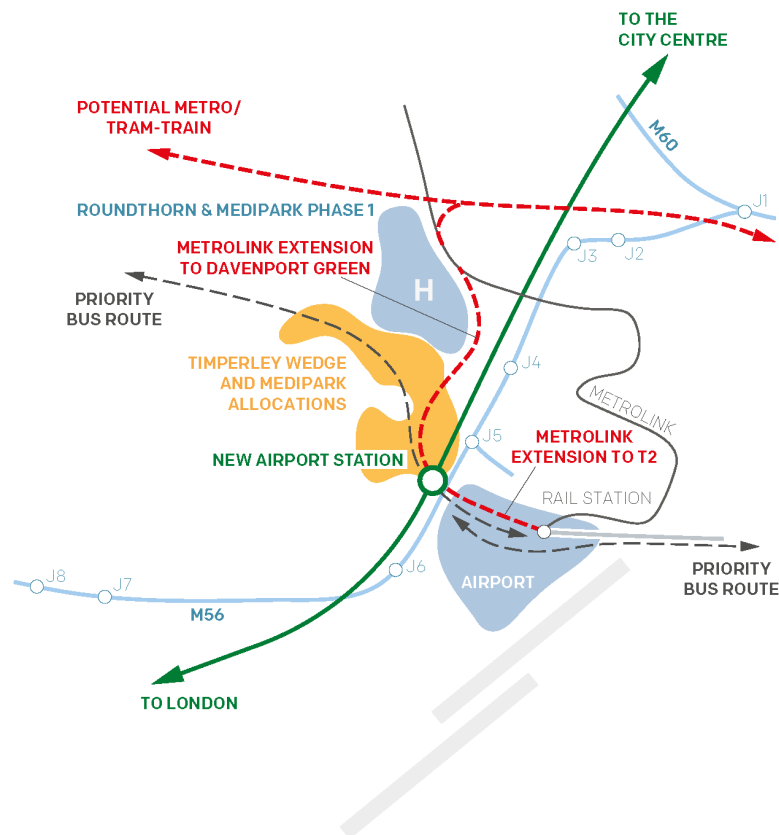 TO THE
CITY CENTRE
POTENTIAL METRO/
TRAM-TRAIN
M60
J1
ROUNDTHORN & MEDIPARK PHASE 1
J3
J2
METROLINK EXTENSION
TO DAVENPORT GREEN
H
PRIORITY
BUS ROUTE
TIMPERLEY WEDGE
AND MEDIPARK
ALLOCATIONS
J4
METROLINK
J5
METROLINK
EXTENSION TO T2
NEW AIRPORT STATION
RAIL STATION
J6
AIRPORT
PRIORITY
BUS ROUTE
J8
J7
M56
TO LONDON